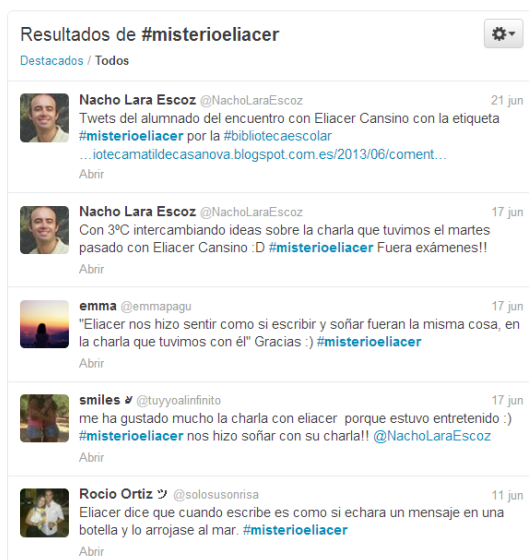 Resultados de #misterioeliacer
Destacados / Todos
Nacho Lara Escoz @NachoLaraEscoz 21 jun
Tweets del alumnado del encuentro con Eliacer Cansino con la etiqueta
#misterioeliacer por la #bibliotecaescolar
…iotecamatildecasanova.blogspot.com.es/2013/06/coment…
Abrir
Nacho Lara Escoz @NachoLaraEscoz 17 jun
Con 3ºC intercambiando ideas sobre la charla que tuvimos el martes
pasado con Eliacer Cansino :D #misterioeliacer Fuera exámenes!!
Abrir
emma @emmapagu 17 jun
"Eliacer nos hizo sentir como si escribir y soñar fueran la misma cosa, en
la charla que tuvimos con él" Gracias :) #misterioeliacer
Abrir
smiles @tuyyoalinfinito 17 jun
me ha gustado mucho la charla con eliacer porque estuvo entretenido :)
#misterioeliacer nos hizo soñar con su charla!! @NachoLaraEscoz
Abrir
Rocio Ortiz ツ @solosusonrisa 11 jun
Eliacer dice que cuando escribe es como si echara un mensaje en una
botella y lo arrojase al mar. #misterioeliacer
Abrir